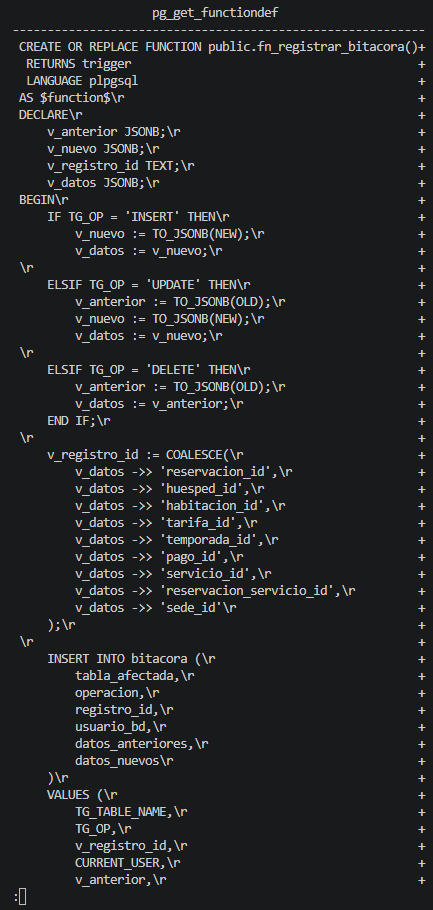 pg_get_functiondef
-----------------------------------------------------------
CREATE OR REPLACE FUNCTION public.fn_registrar_bitacora()+
 RETURNS trigger +
 LANGUAGE plpgsql +
AS $function$\r +
DECLARE\r +
    v_anterior JSONB;\r +
    v_nuevo JSONB;\r +
    v_registro_id TEXT;\r +
    v_datos JSONB;\r +
BEGIN\r +
    IF TG_OP = 'INSERT' THEN\r +
        v_nuevo := TO_JSONB(NEW);\r +
        v_datos := v_nuevo;\r +
\r +
    ELSIF TG_OP = 'UPDATE' THEN\r +
        v_anterior := TO_JSONB(OLD);\r +
        v_nuevo := TO_JSONB(NEW);\r +
        v_datos := v_nuevo;\r +
\r +
    ELSIF TG_OP = 'DELETE' THEN\r +
        v_anterior := TO_JSONB(OLD);\r +
        v_datos := v_anterior;\r +
    END IF;\r +
\r +
    v_registro_id := COALESCE(\r +
        v_datos ->> 'reservacion_id',\r +
        v_datos ->> 'huesped_id',\r +
        v_datos ->> 'habitacion_id',\r +
        v_datos ->> 'tarifa_id',\r +
        v_datos ->> 'temporada_id',\r +
        v_datos ->> 'pago_id',\r +
        v_datos ->> 'servicio_id',\r +
        v_datos ->> 'reservacion_servicio_id',\r +
        v_datos ->> 'sede_id'\r +
    );\r +
\r +
    INSERT INTO bitacora (\r +
        tabla_afectada,\r +
        operacion,\r +
        registro_id,\r +
        usuario_bd,\r +
        datos_anteriores,\r +
        datos_nuevos\r +
    )\r +
    VALUES (\r +
        TG_TABLE_NAME,\r +
        TG_OP,\r +
        v_registro_id,\r +
        CURRENT_USER,\r +
        v_anterior,\r +
: